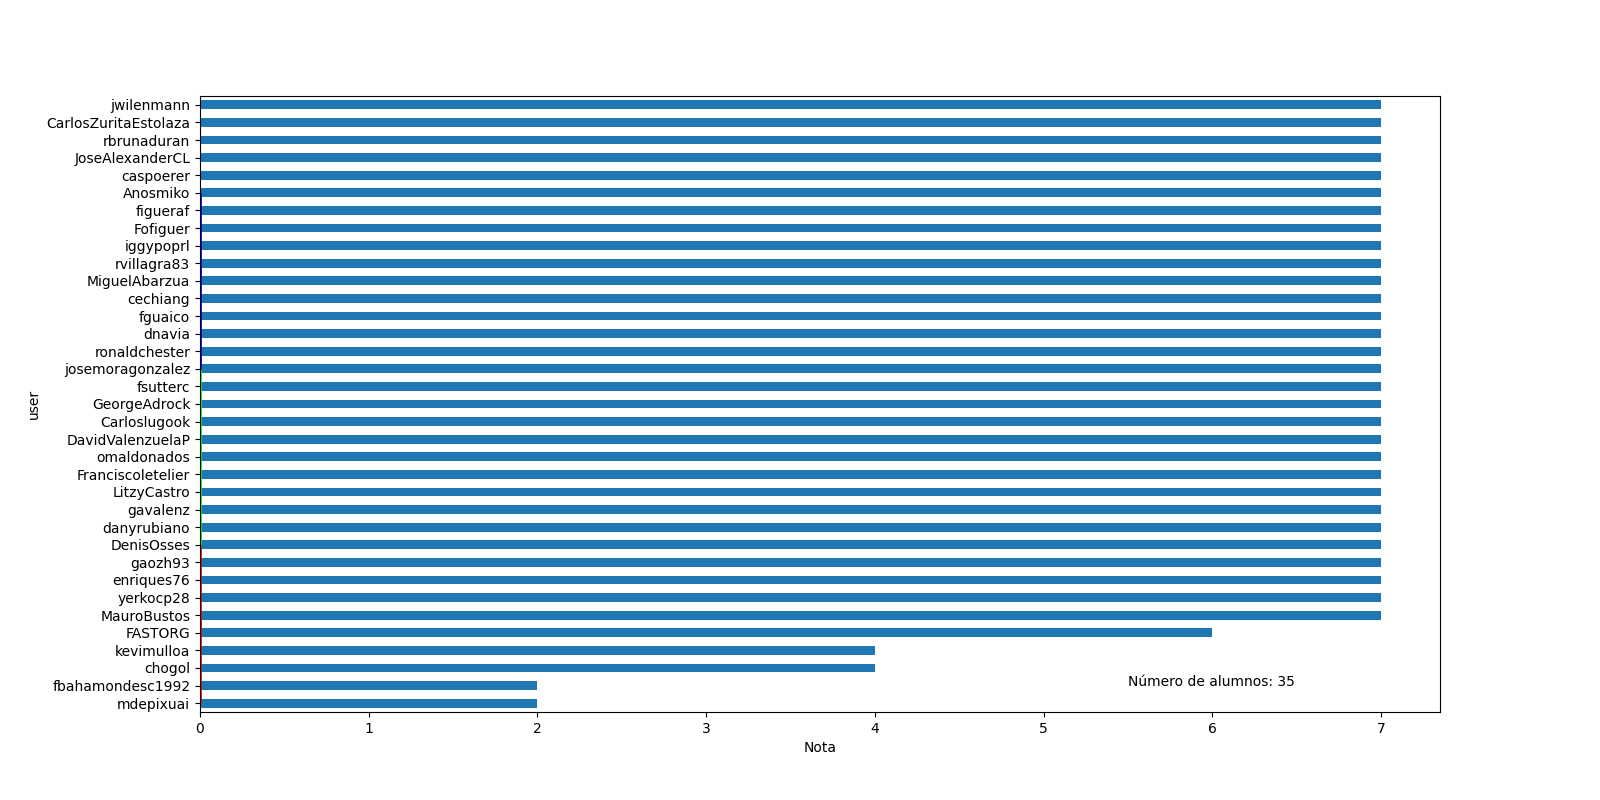 jwilenmann
CarlosZuritaEstolaza
rbrunaduran
JoseAlexanderCL
caspoerer
Anosmiko
figueraf
Fofiguer
iggypoprl
rvillagra83
MiguelAbarzua
cechiang
fguaico
dnavia
ronaldchester
josemoragonzalez
fsutterc
GeorgeAdrock
Carloslugook
DavidValenzuelaP
omaldonados
Franciscoletelier
LitzyCastro
gavalenz
danyrubiano
DenisOsses
gaozh93
enriques76
yerkocp28
MauroBustos
FASTORG
kevimulloa
chogol
fbahamondesc1992
mdepixuai
user
Número de alumnos: 35
0 1 2 3 4 5 6 7
Nota